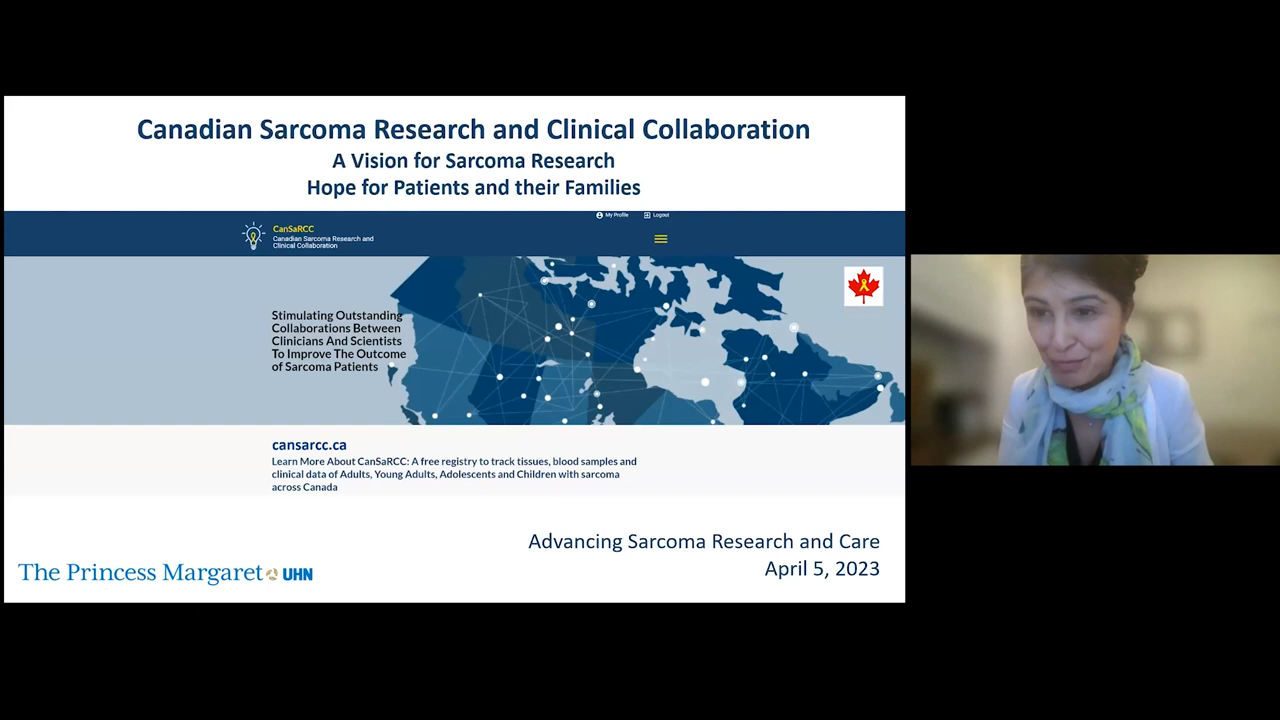 Canadian Sarcoma Research and Clinical Collaboration
A Vision for Sarcoma Research
Hope for Patients and their Families
My Profile
Logout
CanSaRCC
Canadian Sarcoma Research and
Clinical Collaboration
Stimulating Outstanding
Collaborations Between
Clinicians And Scientists
To Improve The Outcome
of Sarcoma Patients
cansarcc.ca
Learn More About CanSaRCC: A free registry to track tissues, blood samples and
clinical data of Adults, Young Adults, Adolescents and Children with sarcoma
across Canada
Advancing Sarcoma Research and Care
April 5, 2023
The Princess Margaret UHN